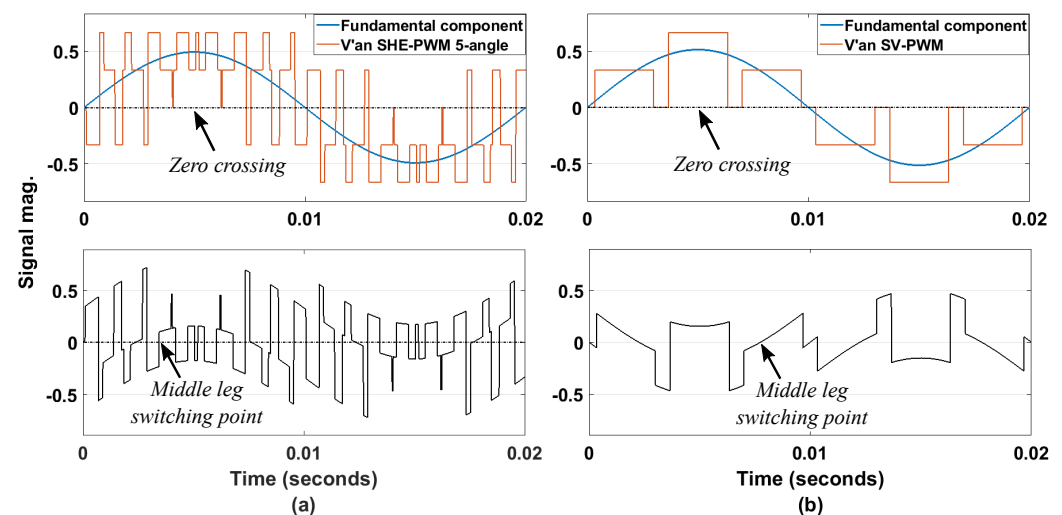 Signal mag.
Fundamental component
V'an SHE-PWM 5-angle
0.5
0
-0.5
Zero crossing
0
0.01
0.02
Fundamental component
V'an SV-PWM
0.5
0
-0.5
Zero crossing
0
0.01
0.02
0.5
0
-0.5
Middle leg
switching point
0
0.01
0.02
Time (seconds)
(a)
0.5
0
-0.5
Middle leg
switching point
0
0.01
0.02
Time (seconds)
(b)